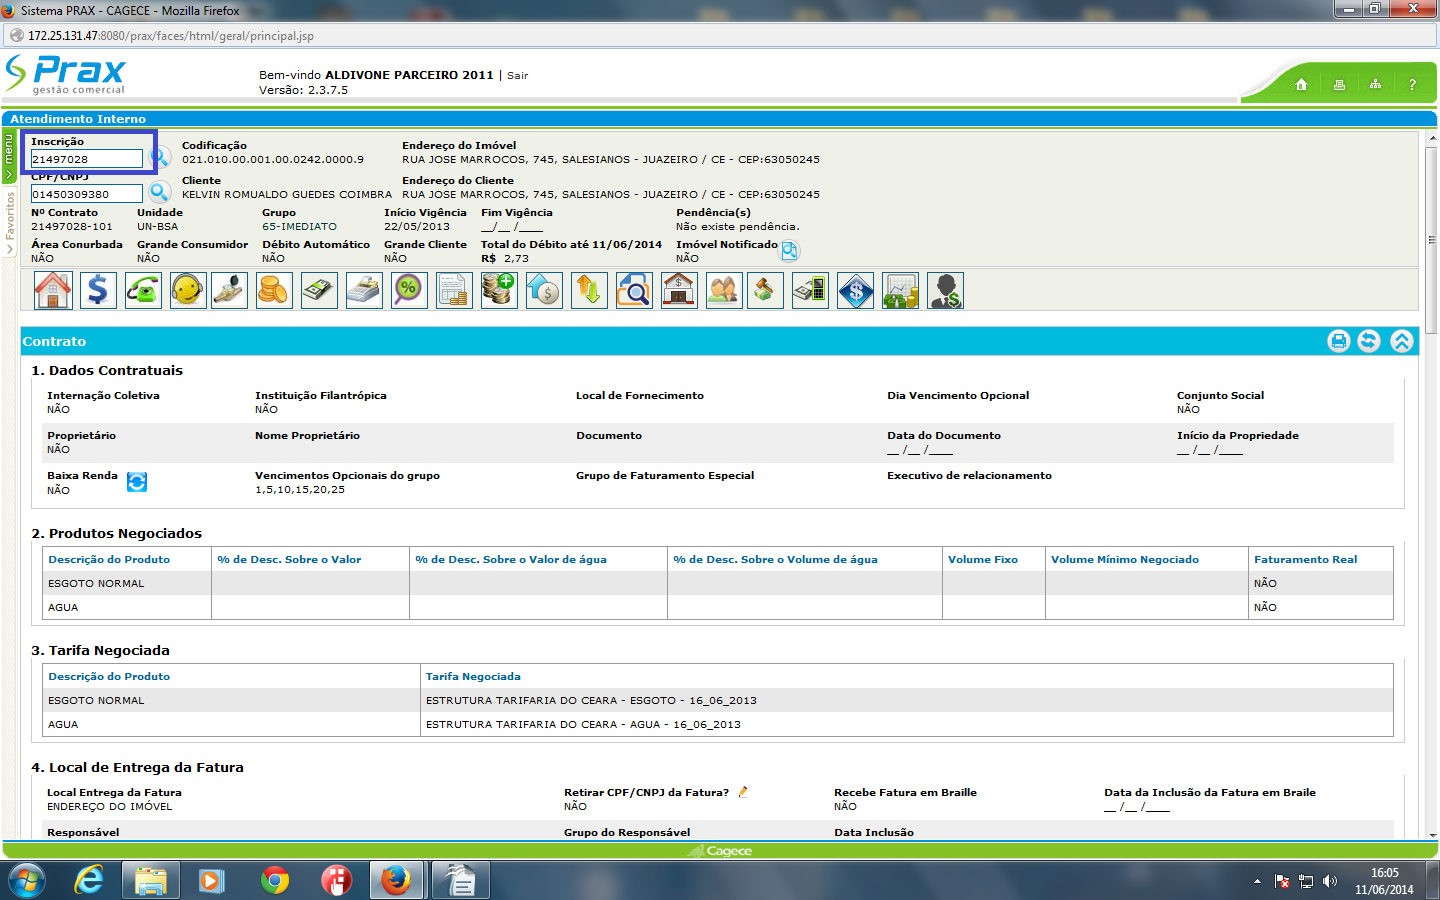 Sistema PRAX - CAGECE - Mozilla Firefox
172.25.131.47:8080/prax/faces/html/geral/principal.jsp
Prax
gestão comercial
Bem-vindo ALDIVONE PARCEIRO 2011 | Sair
Versão: 2.3.7.5
?
Atendimento Interno
menu
Favoritos
Inscrição
21497028
Codificação
021.010.00.001.00.0242.0000.9
Endereço do Imóvel
RUA JOSE MARROCOS, 745, SALESIANOS - JUAZEIRO / CE - CEP:63050245
CPF/CNPJ
01450309380
Cliente
KELVIN ROMUALDO GUEDES COIMBRA
Endereço do Cliente
RUA JOSE MARROCOS, 745, SALESIANOS - JUAZEIRO / CE - CEP:63050245
Nº Contrato Unidade Grupo Início Vigência Fim Vigência Pendência(s)
21497028-101 UN-BSA 65-IMEDIATO 22/05/2013 __/__ /____ Não existe pendência.
Área Conurbada Grande Consumidor Débito Automático Grande Cliente Total do Débito até 11/06/2014 Imóvel Notificado
NÃO NÃO NÃO NÃO R$ 2,73 NÃO
Contrato
1. Dados Contratuais
Internação Coletiva Instituição Filantrópica Local de Fornecimento Dia Vencimento Opcional Conjunto Social
NÃO NÃO NÃO
Proprietário Nome Proprietário Documento Data do Documento Início da Propriedade
NÃO __ /__ /____ __ /__ /____
Baixa Renda Vencimentos Opcionais do grupo Grupo de Faturamento Especial Executivo de relacionamento
NÃO 1,5,10,15,20,25
2. Produtos Negociados
Descrição do Produto % de Desc. Sobre o Valor % de Desc. Sobre o Valor de água % de Desc. Sobre o Volume de água Volume Fixo Volume Mínimo Negociado Faturamento Real
ESGOTO NORMAL NÃO
AGUA NÃO
3. Tarifa Negociada
Descrição do Produto Tarifa Negociada
ESGOTO NORMAL ESTRUTURA TARIFARIA DO CEARA - ESGOTO - 16_06_2013
AGUA ESTRUTURA TARIFARIA DO CEARA - AGUA - 16_06_2013
4. Local de Entrega da Fatura
Local Entrega da Fatura Retirar CPF/CNPJ da Fatura? Recebe Fatura em Braille Data da Inclusão da Fatura em Braile
ENDEREÇO DO IMÓVEL NÃO NÃO __ /__ /____
Responsável Grupo do Responsável Data Inclusão
Cagece
16:05
11/06/2014